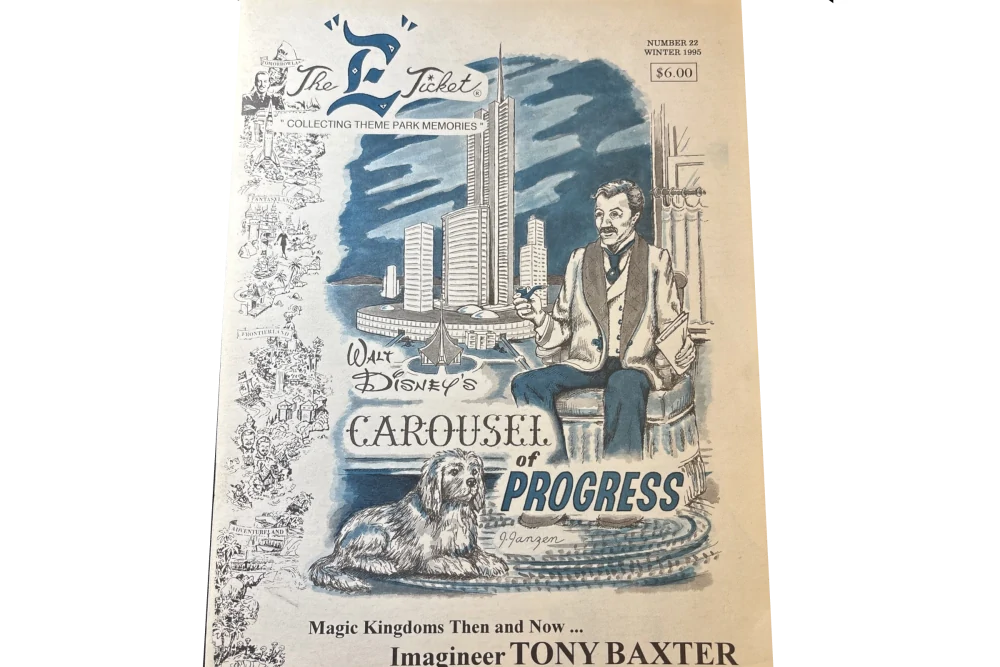 The "E" Ticket®
" COLLECTING THEME PARK MEMORIES "
NUMBER 22
WINTER 1995
$6.00
TOMORROWLAND
FANTASYLAND
FRONTIERLAND
ADVENTURELAND
WALT
DISNEY'S
CAROUSEL
of
PROGRESS
J. Janzen
Magic Kingdoms Then and Now ...
Imagineer TONY BAXTER